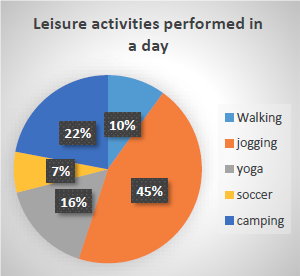 Leisure activities performed in
a day
10%
45%
16%
7%
22%
Walking
jogging
yoga
soccer
camping